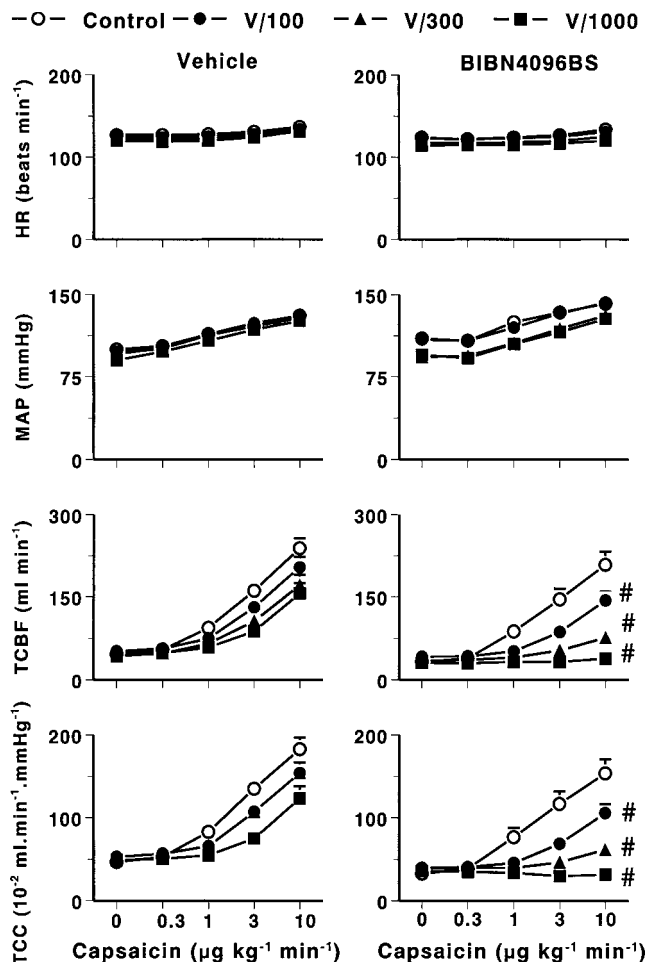 Control V/100 V/300 V/1000
Vehicle BIBN4096BS
HR (beats min⁻¹)
200 200
100 100
0 0
MAP (mmHg)
150 150
75 75
0 0
TCBF (ml min⁻¹)
300 300
150 150
0 0
#
#
#
TCC (10⁻² ml.min⁻¹.mmHg⁻¹)
200 200
100 100
0 0
#
#
#
0 0.3 1 3 10 0 0.3 1 3 10
Capsaicin (µg kg⁻¹ min⁻¹) Capsaicin (µg kg⁻¹ min⁻¹)